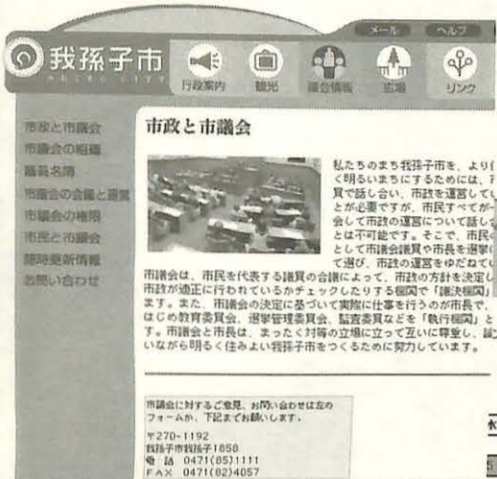 メール
ヘルプ
我孫子市
行政案内
観光
議会情報
広場
リンク
市政と市議会
市議会の組織
議員名簿
市議会の会議と運営
市議会の権限
市民と市議会
随時更新情報
お問い合わせ
市政と市議会
私たちのまち我孫子市を、より
く明るいまちにするためには、
員で話し合い、市政を運営して
とが必要ですが、市民すべてが
会して市政の運営について話し
とは不可能です。そこで、市民
として市議会議員や市長を選挙
て選び、市政の運営をゆだねて
市議会は、市民を代表する議員の会議によって、市政の方針を決定し
市政が適正に行われているかチェックしたりする機関で「議決機関」
ます。また、市議会の決定に基づいて実際に仕事を行うのが市長で、
はじめ教育委員会、選挙管理委員会、監査委員などを「執行機関」と
す。市議会と市長は、まったく対等の立場に立って互いに尊重し、
いながら明るく住みよい我孫子市をつくるために努力しています。
市議会に対するご意見、お問い合わせは左の
フォームか、下記までお願いします。
〒270-1192
我孫子市我孫子1858
電 話 0471(85)1111
FAX 0471(82)4057